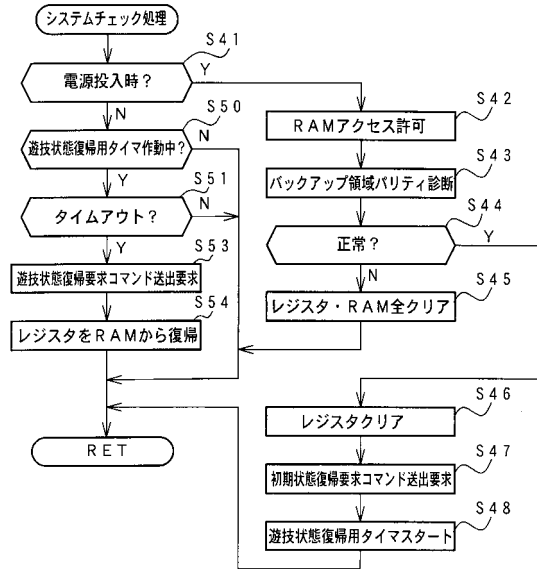 システムチェック処理
S41
電源投入時？
Y
N
S50
遊技状態復帰用タイマ作動中？
N
Y
S51
タイムアウト？
N
Y
S53
遊技状態復帰要求コマンド送出要求
S54
レジスタをRAMから復帰
RET
S42
RAMアクセス許可
S43
バックアップ領域パリティ診断
S44
正常？
Y
N
S45
レジスタ・RAM全クリア
S46
レジスタクリア
S47
初期状態復帰要求コマンド送出要求
S48
遊技状態復帰用タイマスタート